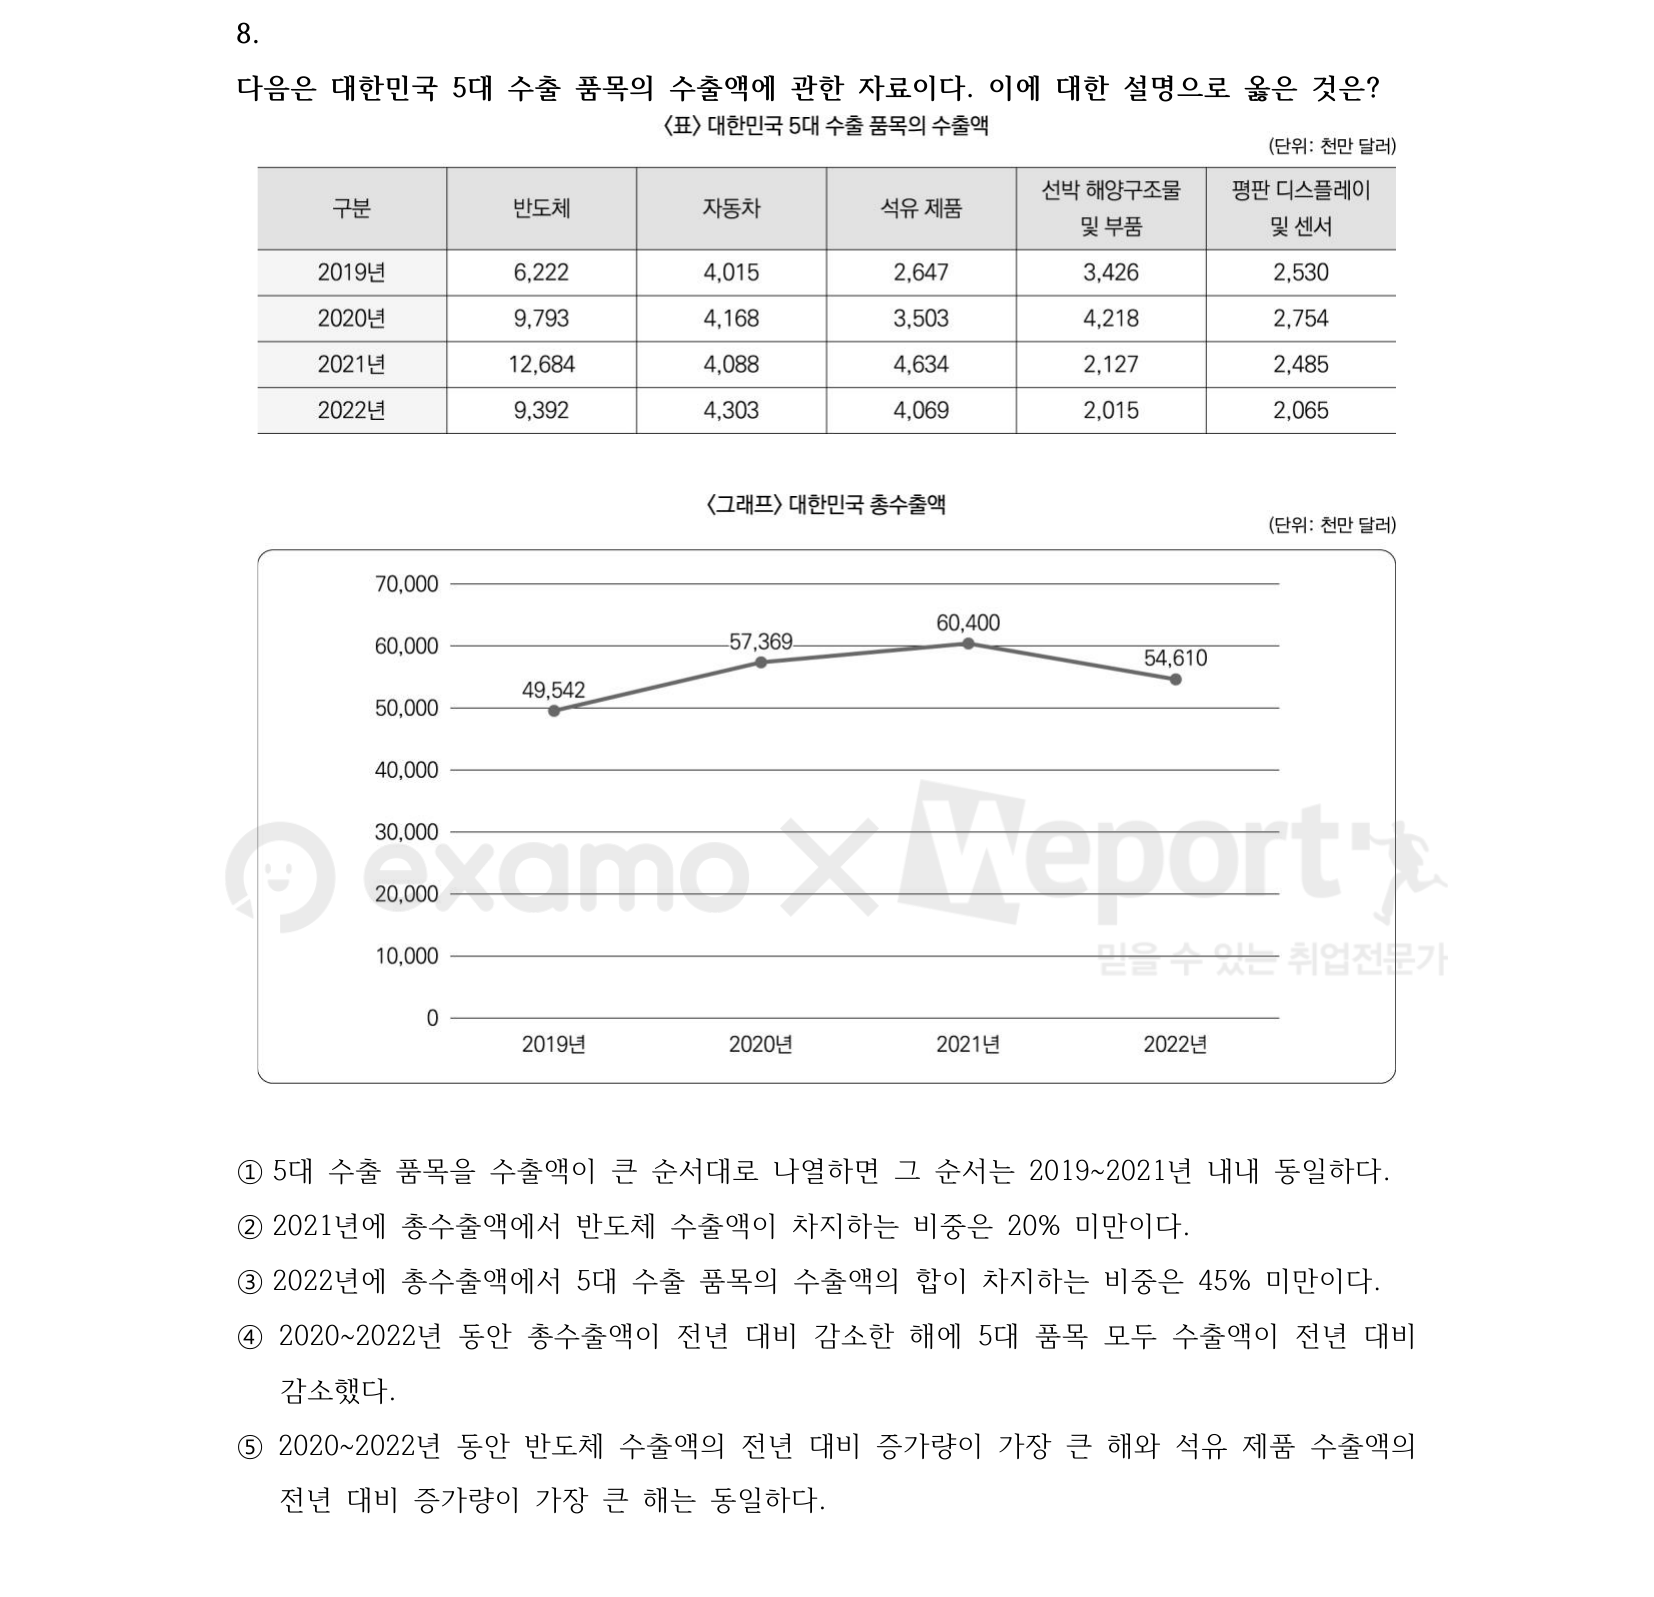 8.
다음은 대한민국 5대 수출 품목의 수출액에 관한 자료이다. 이에 대한 설명으로 옳은 것은?
〈표〉 대한민국 5대 수출 품목의 수출액
(단위: 천만 달러)
구분 반도체 자동차 석유 제품 선박 해양구조물 및 부품 평판 디스플레이 및 센서
2019년 6,222 4,015 2,647 3,426 2,530
2020년 9,793 4,168 3,503 4,218 2,754
2021년 12,684 4,088 4,634 2,127 2,485
2022년 9,392 4,303 4,069 2,015 2,065
〈그래프〉 대한민국 총수출액
(단위: 천만 달러)
70,000
60,000
50,000
40,000
30,000
20,000
10,000
0
49,542
57,369
60,400
54,610
2019년 2020년 2021년 2022년
examo × Weport
믿을 수 있는 취업전문가
① 5대 수출 품목을 수출액이 큰 순서대로 나열하면 그 순서는 2019~2021년 내내 동일하다.
② 2021년에 총수출액에서 반도체 수출액이 차지하는 비중은 20% 미만이다.
③ 2022년에 총수출액에서 5대 수출 품목의 수출액의 합이 차지하는 비중은 45% 미만이다.
④ 2020~2022년 동안 총수출액이 전년 대비 감소한 해에 5대 품목 모두 수출액이 전년 대비
감소했다.
⑤ 2020~2022년 동안 반도체 수출액의 전년 대비 증가량이 가장 큰 해와 석유 제품 수출액의
전년 대비 증가량이 가장 큰 해는 동일하다.